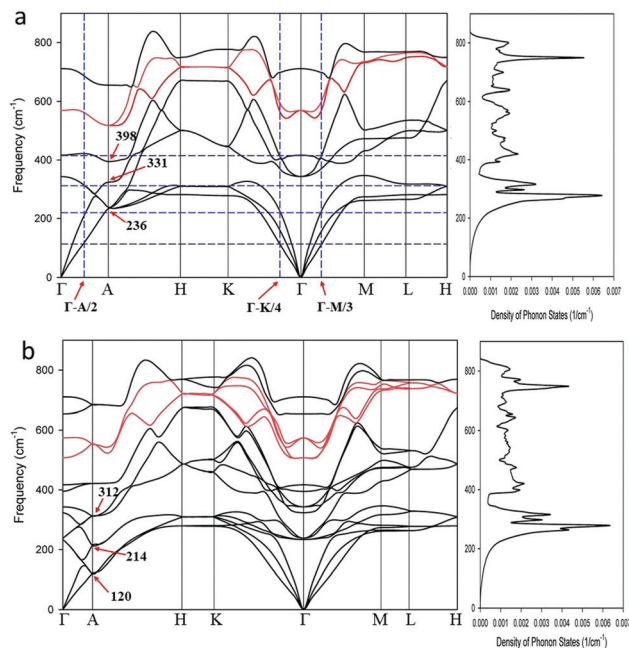 a
Frequency (cm⁻¹)
800
600
400
200
0
398
331
236
Γ A H K Γ M L H
Γ-A/2
Γ-K/4
Γ-M/3
800
600
400
200
0
0.000 0.001 0.002 0.003 0.004 0.005 0.006 0.007
Density of Phonon States (1/cm⁻¹)
b
Frequency (cm⁻¹)
800
600
400
200
0
312
214
120
Γ A H K Γ M L H
800
600
400
200
0
0.000 0.001 0.002 0.003 0.004 0.005 0.006 0.007
Density of Phonon States (1/cm⁻¹)